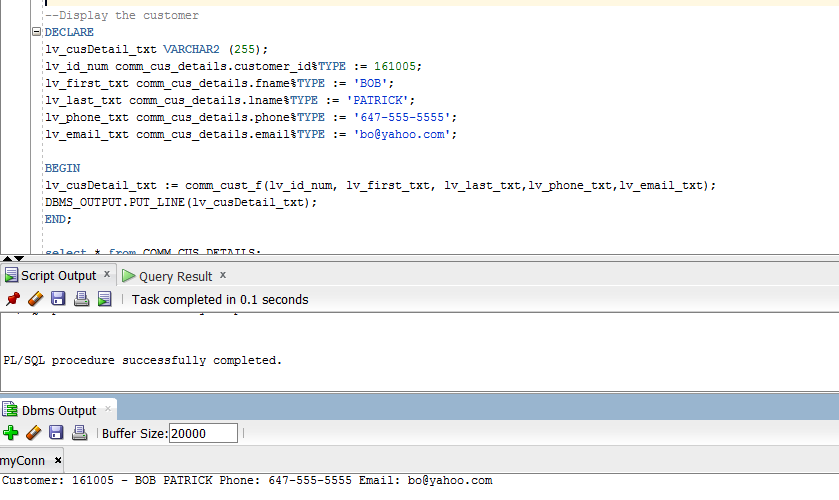 --Display the customer
DECLARE
lv_cusDetail_txt VARCHAR2 (255);
lv_id_num comm_cus_details.customer_id%TYPE := 161005;
lv_first_txt comm_cus_details.fname%TYPE := 'BOB';
lv_last_txt comm_cus_details.lname%TYPE := 'PATRICK';
lv_phone_txt comm_cus_details.phone%TYPE := '647-555-5555';
lv_email_txt comm_cus_details.email%TYPE := 'bo@yahoo.com';
BEGIN
lv_cusDetail_txt := comm_cust_f(lv_id_num, lv_first_txt, lv_last_txt,lv_phone_txt,lv_email_txt);
DBMS_OUTPUT.PUT_LINE(lv_cusDetail_txt);
END;
select * from COMM_CUS_DETAILS;
Script Output x Query Result x
Task completed in 0.1 seconds
PL/SQL procedure successfully completed.
Dbms Output x
Buffer Size: 20000
myConn x
Customer: 161005 - BOB PATRICK Phone: 647-555-5555 Email: bo@yahoo.com